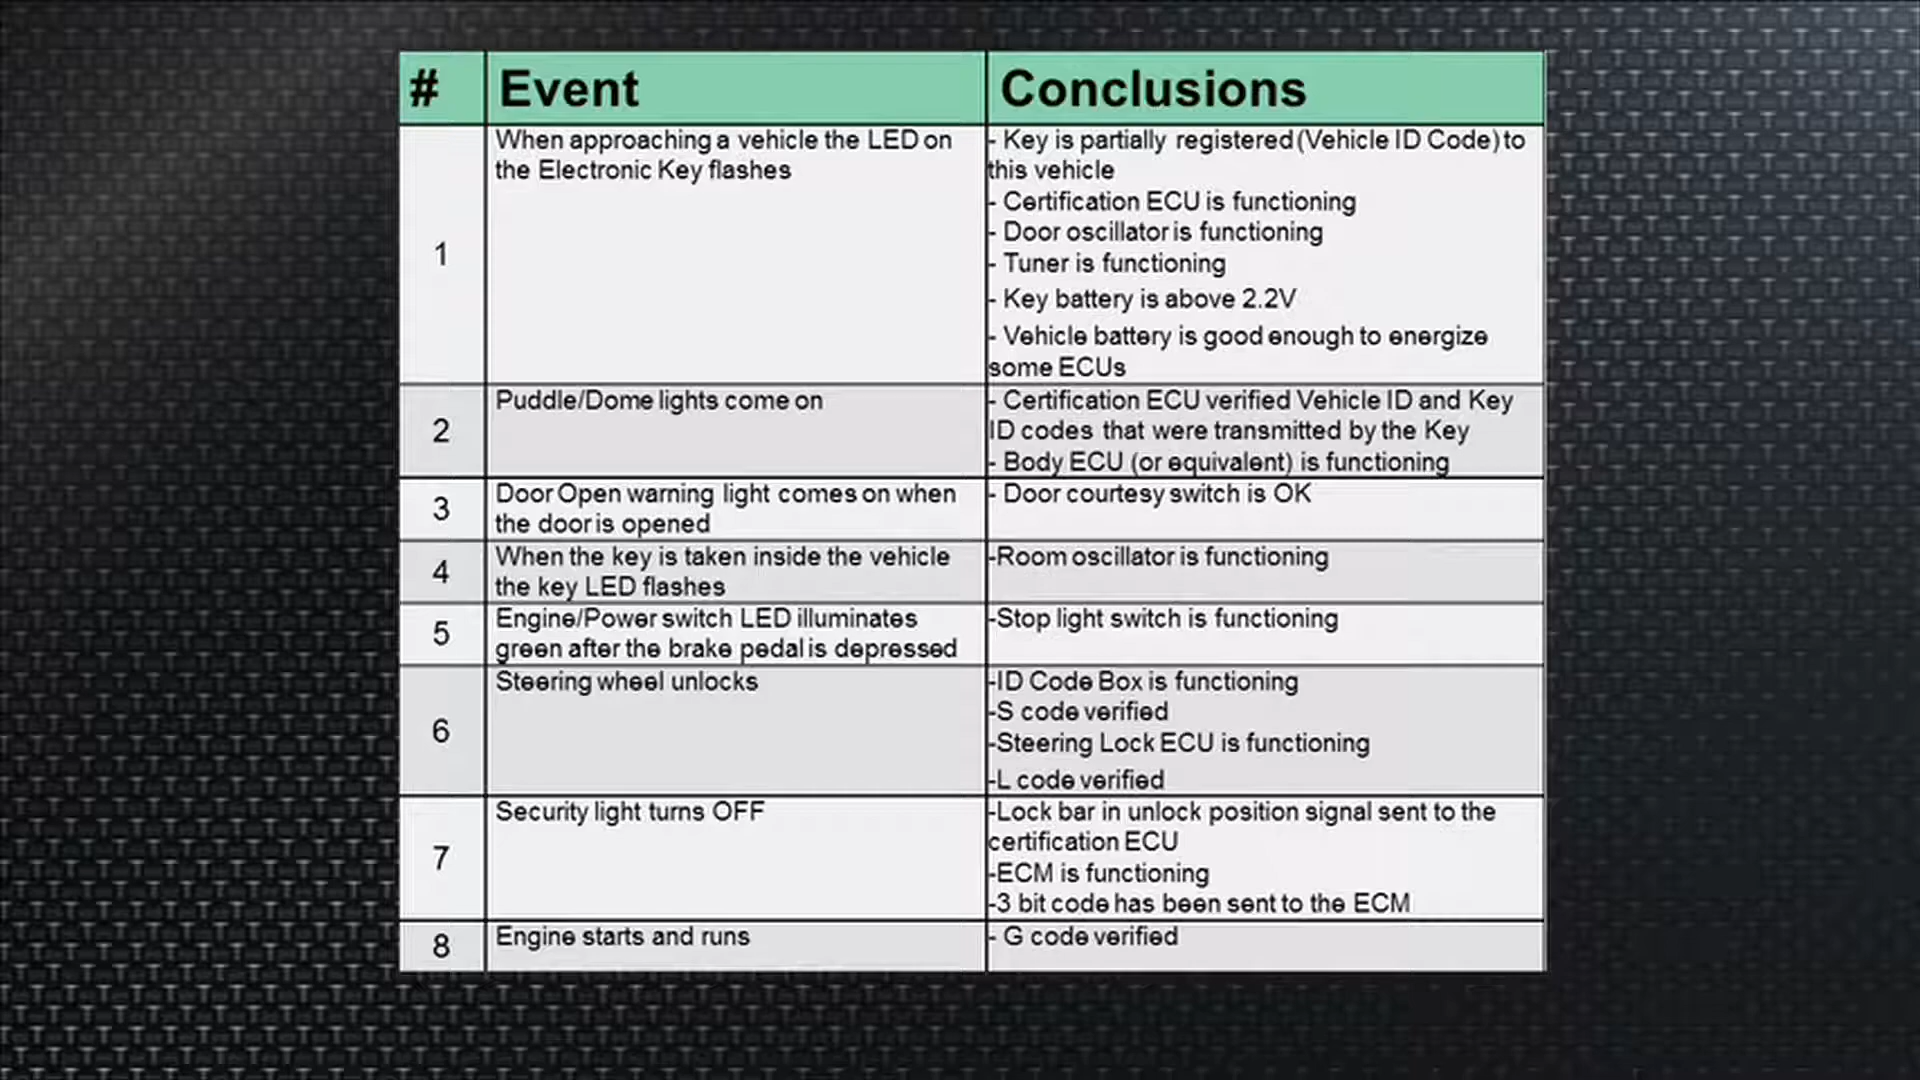 # Event Conclusions
1
When approaching a vehicle the LED on
the Electronic Key flashes
- Key is partially registered (Vehicle ID Code) to
this vehicle
- Certification ECU is functioning
- Door oscillator is functioning
- Tuner is functioning
- Key battery is above 2.2V
- Vehicle battery is good enough to energize
some ECUs
2
Puddle/Dome lights come on
- Certification ECU verified Vehicle ID and Key
ID codes that were transmitted by the Key
- Body ECU (or equivalent) is functioning
3
Door Open warning light comes on when
the door is opened
- Door courtesy switch is OK
4
When the key is taken inside the vehicle
the key LED flashes
-Room oscillator is functioning
5
Engine/Power switch LED illuminates
green after the brake pedal is depressed
-Stop light switch is functioning
6
Steering wheel unlocks
-ID Code Box is functioning
-S code verified
-Steering Lock ECU is functioning
-L code verified
7
Security light turns OFF
-Lock bar in unlock position signal sent to the
certification ECU
-ECM is functioning
-3 bit code has been sent to the ECM
8
Engine starts and runs
- G code verified